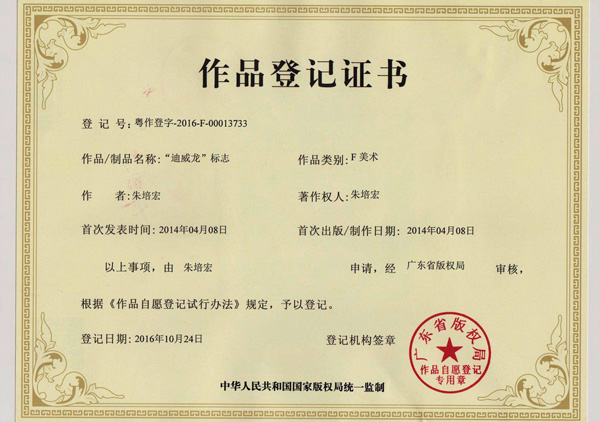 作品登记证书
登 记 号: 粤作登字-2016-F-00013733
作品/制品名称: “迪威龙”标志 作品类别: F 美术
作 者: 朱培宏 著作权人: 朱培宏
首次发表时间: 2014年04月08日 首次出版/制作日期: 2014年04月08日
以上事项，由 朱培宏 申请，经 广东省版权局 审核，
根据《作品自愿登记试行办法》规定，予以登记。
登记日期: 2016年10月24日 登记机构签章
广东省版权局
作品自愿登记
专用章
中华人民共和国国家版权局统一监制